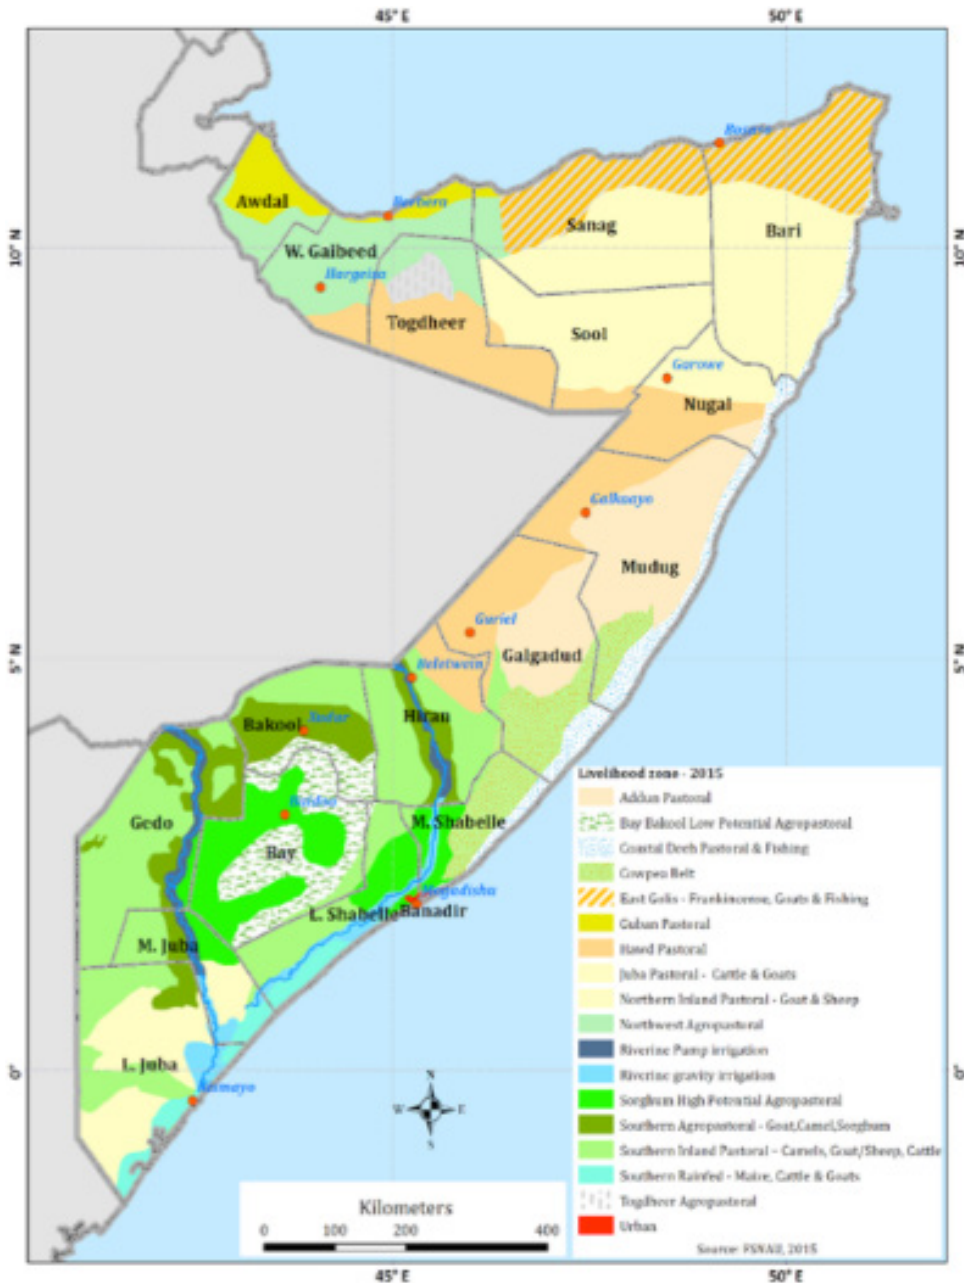 45° E 50° E
Bosaso
Awdal
Berbera
Sanag
Bari
10° N 10° N
W. Galbeed
Hargeisa
Togdheer
Sool
Garowe
Nugal
Galkaayo
Mudug
Guriel
Galgadud
5° N 5° N
Beletwein
Hiran
Bakool
Xudur
Livelihood zone - 2015
Addun Pastoral
Bay Bakool Low Potential Agropastoral
Coastal Deeh Pastoral & Fishing
Cowpea Belt
East Golis - Frankincense, Goats & Fishing
Guban Pastoral
Hawd Pastoral
Juba Pastoral - Cattle & Goats
Northern Inland Pastoral - Goat & Sheep
Northwest Agropastoral
Riverine Pump irrigation
Riverine gravity irrigation
Sorghum High Potential Agropastoral
Southern Agropastoral - Goat,Camel,Sorghum
Southern Inland Pastoral - Camels, Goat/Sheep, Cattle
Southern Rainfed - Maize, Cattle & Goats
Togdheer Agropastoral
Urban
Source: FSNAU, 2015
Gedo
Baidoa
M. Shabelle
Bay
Mogadisha
L. Shabelle
Banadir
M. Juba
L. Juba
Kismayo
0° 0°
N
W E
S
Kilometers
0 100 200 400
45° E 50° E